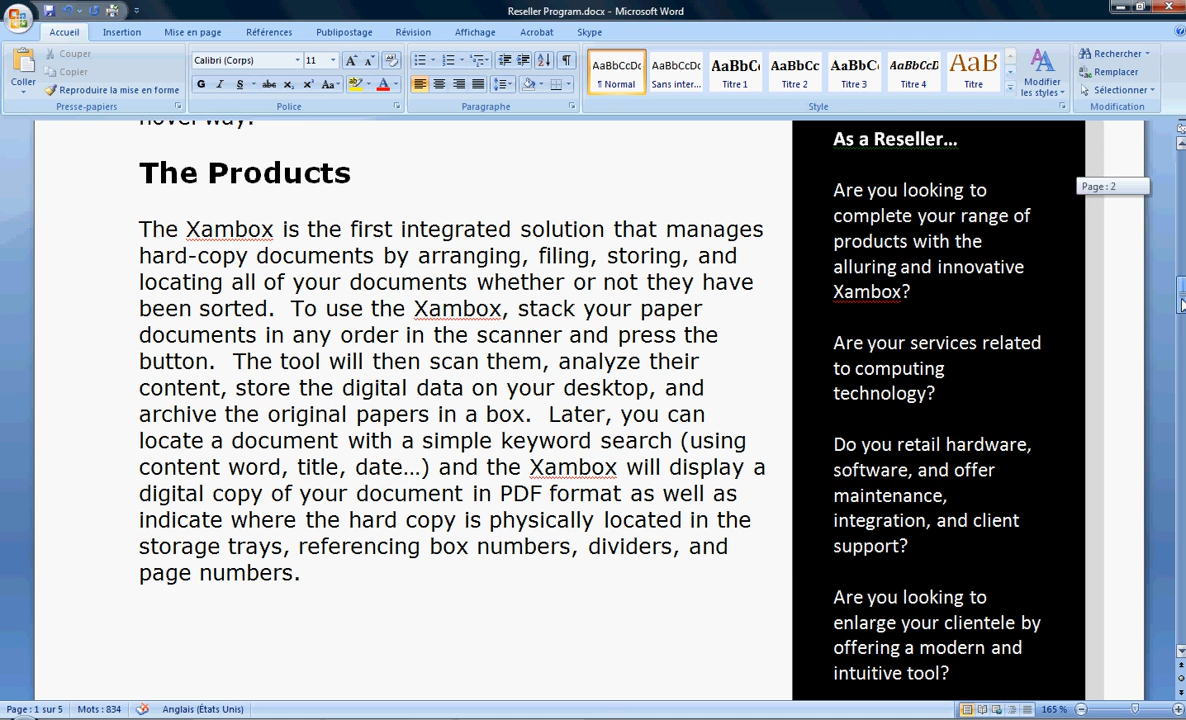 Reseller Program.docx - Microsoft Word
Accueil Insertion Mise en page Références Publipostage Révision Affichage Acrobat Skype
Coller
Couper
Copier
Reproduire la mise en forme
Presse-papiers
Calibri (Corps) 11
G I S abc x₂ x² Aa
Police
Paragraphe
AaBbCcDc AaBbCcDc AaBbC AaBbCc AaBbC AaBbCcD AaB
¶ Normal Sans inter... Titre 1 Titre 2 Titre 3 Titre 4 Titre
Style
Modifier
les styles
Rechercher
Remplacer
Sélectionner
Modification
novel way.
The Products
The Xambox is the first integrated solution that manages
hard-copy documents by arranging, filing, storing, and
locating all of your documents whether or not they have
been sorted. To use the Xambox, stack your paper
documents in any order in the scanner and press the
button. The tool will then scan them, analyze their
content, store the digital data on your desktop, and
archive the original papers in a box. Later, you can
locate a document with a simple keyword search (using
content word, title, date…) and the Xambox will display a
digital copy of your document in PDF format as well as
indicate where the hard copy is physically located in the
storage trays, referencing box numbers, dividers, and
page numbers.
As a Reseller…
Are you looking to
complete your range of
products with the
alluring and innovative
Xambox?
Are your services related
to computing
technology?
Do you retail hardware,
software, and offer
maintenance,
integration, and client
support?
Are you looking to
enlarge your clientele by
offering a modern and
intuitive tool?
Page : 2
Page : 1 sur 5 Mots : 834 Anglais (États Unis) 165 %